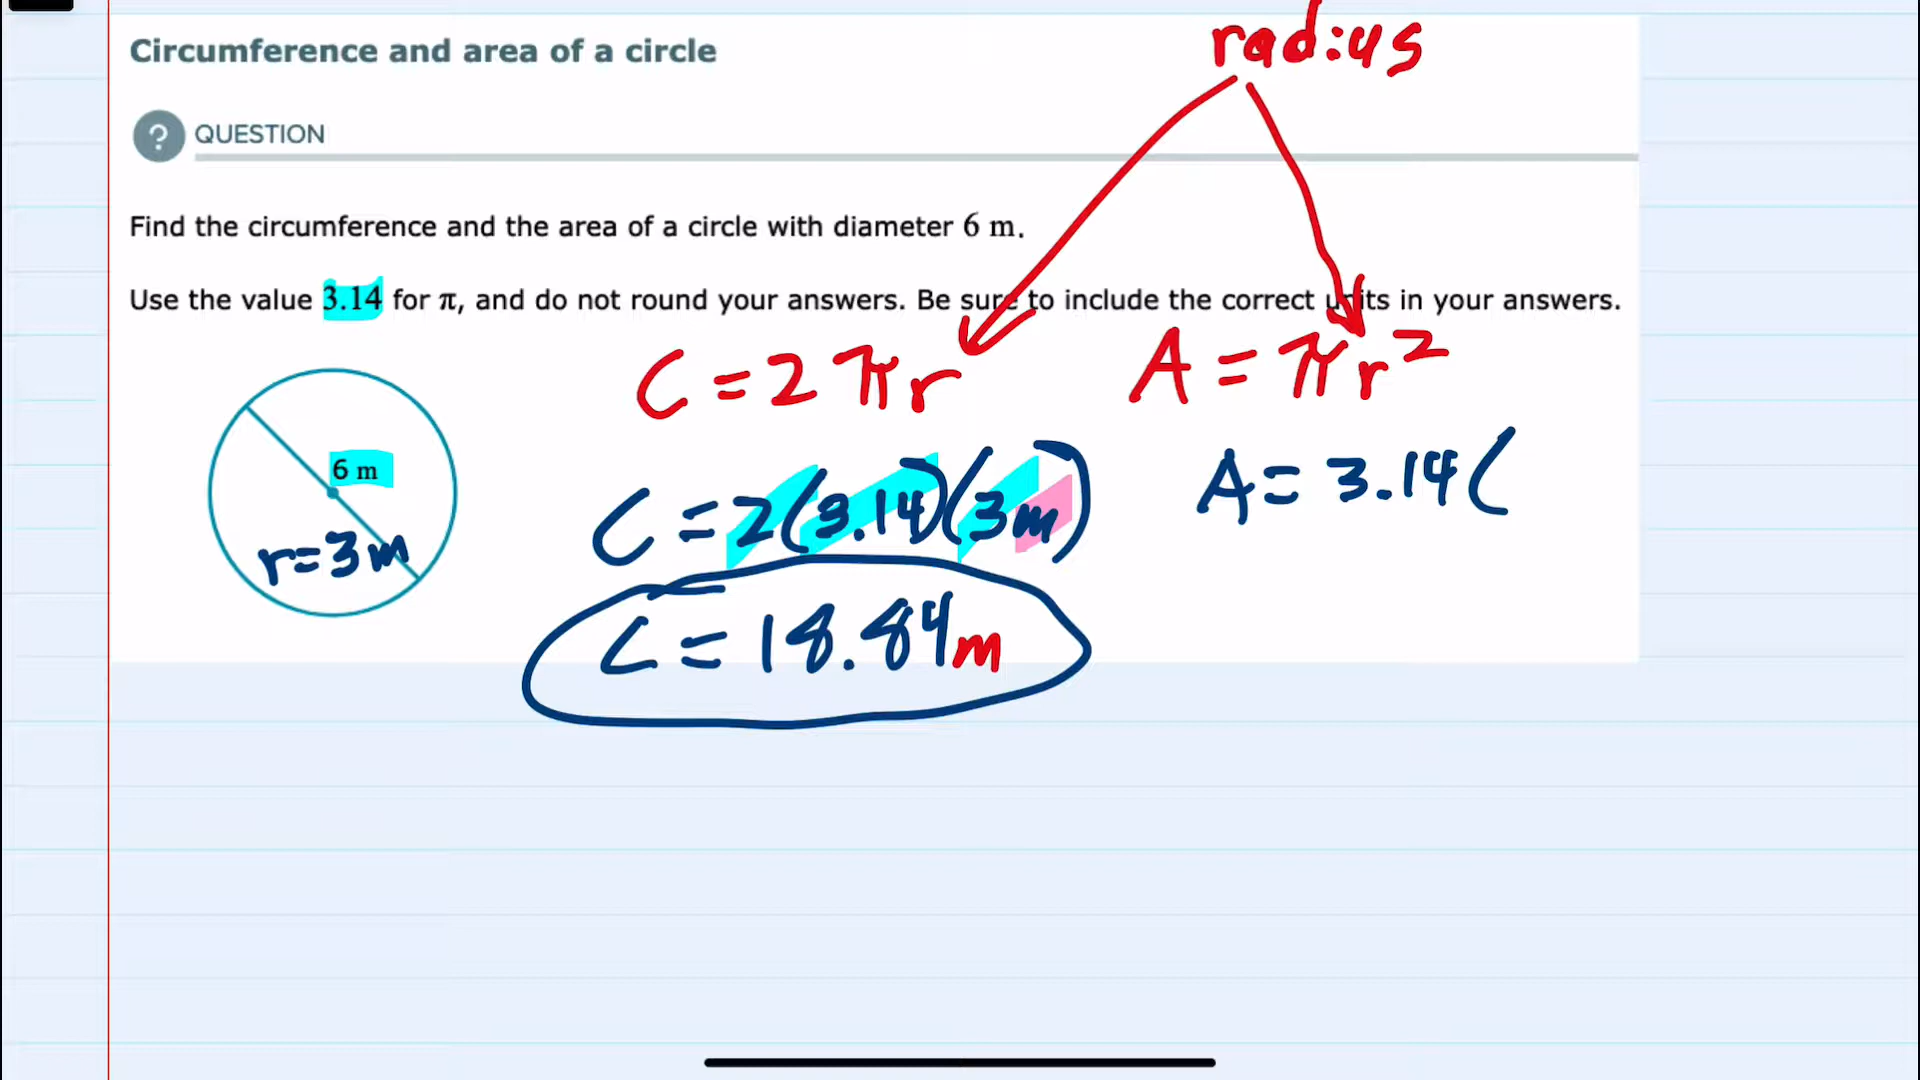 radius
Circumference and area of a circle
? QUESTION
Find the circumference and the area of a circle with diameter 6 m.
Use the value 3.14 for π, and do not round your answers. Be sure to include the correct units in your answers.
C = 2πr
A = πr²
6 m
r=3m
C = 2(3.14)(3m)
A = 3.14(
C = 18.84m